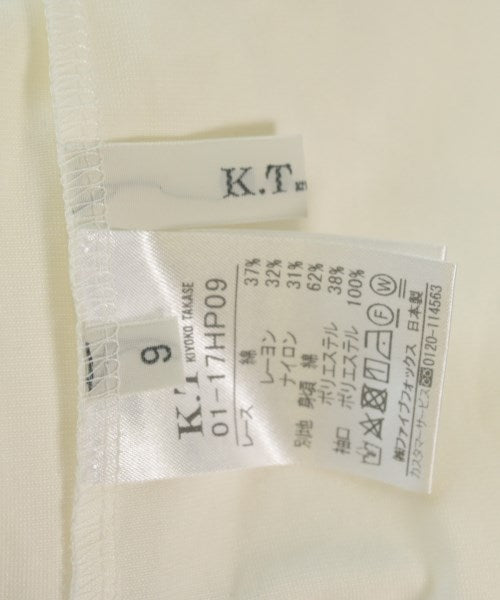 K.T
9
K.T
KIYOKO TAKASE
01-17HP09
レース 綿 37%
レーヨン 32%
ナイロン 31%
別地 身頃 綿 62%
ポリエステル 38%
袖口 ポリエステル 100%
F W
㈱ファイブフォックス 日本製
カスタマーサービス 0120-114563